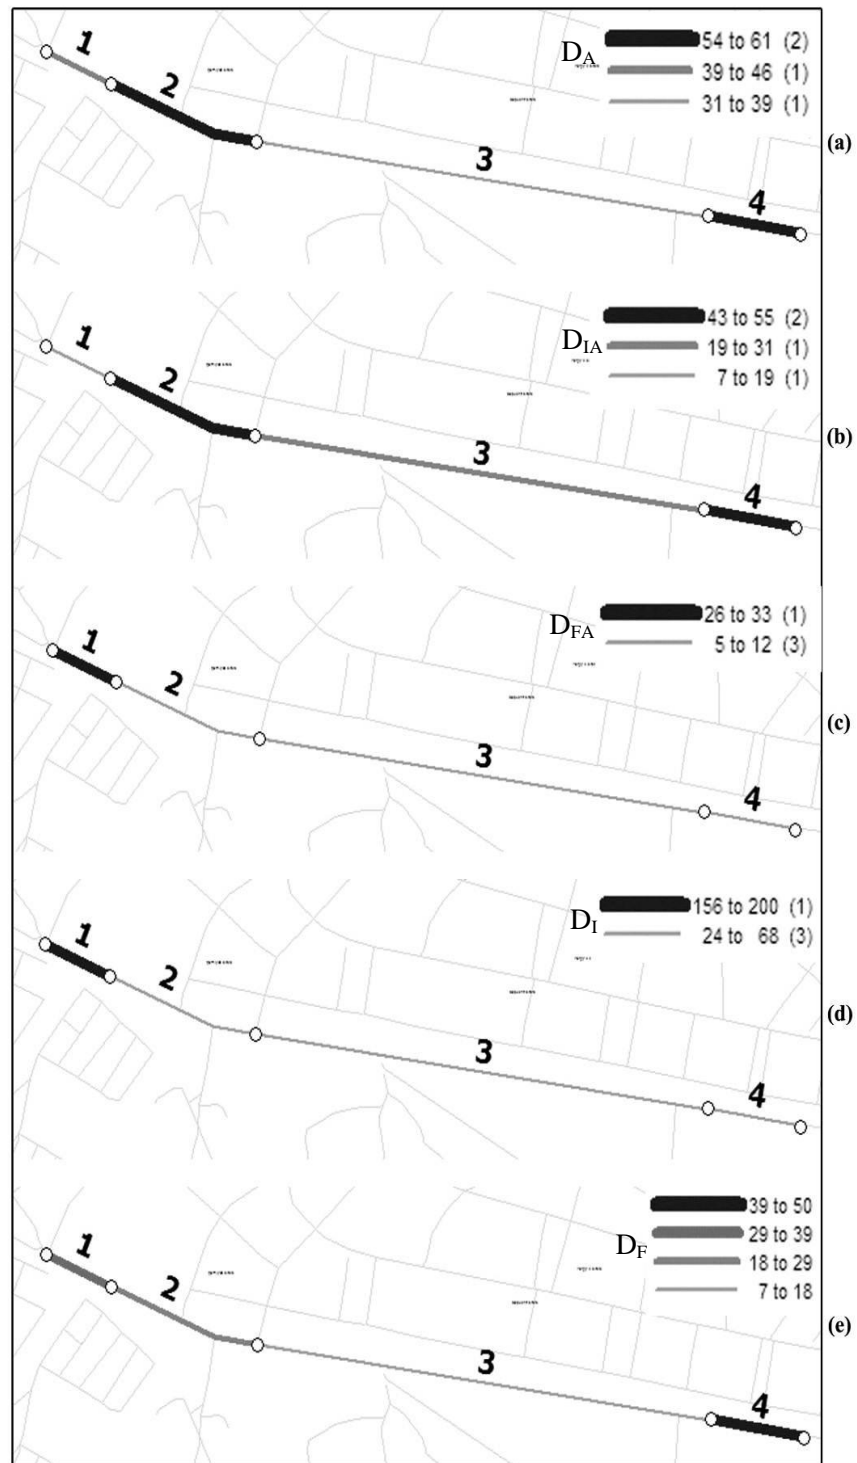 1
2
3
4
D_A
54 to 61 (2)
39 to 46 (1)
31 to 39 (1)
(a)
1
2
3
4
D_IA
43 to 55 (2)
19 to 31 (1)
7 to 19 (1)
(b)
1
2
3
4
D_FA
26 to 33 (1)
5 to 12 (3)
(c)
1
2
3
4
D_I
156 to 200 (1)
24 to 68 (3)
(d)
1
2
3
4
D_F
39 to 50
29 to 39
18 to 29
7 to 18
(e)